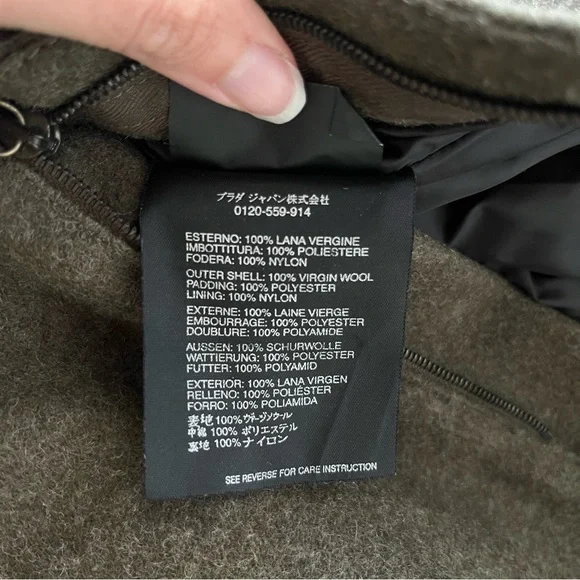 プラダ ジャパン株式会社
0120-559-914
ESTERNO: 100% LANA VERGINE
IMBOTTITURA: 100% POLIESTERE
FODERA: 100% NYLON
OUTER SHELL: 100% VIRGIN WOOL
PADDING: 100% POLYESTER
LINING: 100% NYLON
EXTERNE: 100% LAINE VIERGE
EMBOURRAGE: 100% POLYESTER
DOUBLURE: 100% POLYAMIDE
AUSSEN: 100% SCHURWOLLE
WATTIERUNG: 100% POLYESTER
FUTTER: 100% POLYAMID
EXTERIOR: 100% LANA VIRGEN
RELLENO: 100% POLIÉSTER
FORRO: 100% POLIAMIDA
表地 100%ヴァージンウール
中綿 100% ポリエステル
裏地 100% ナイロン
SEE REVERSE FOR CARE INSTRUCTION